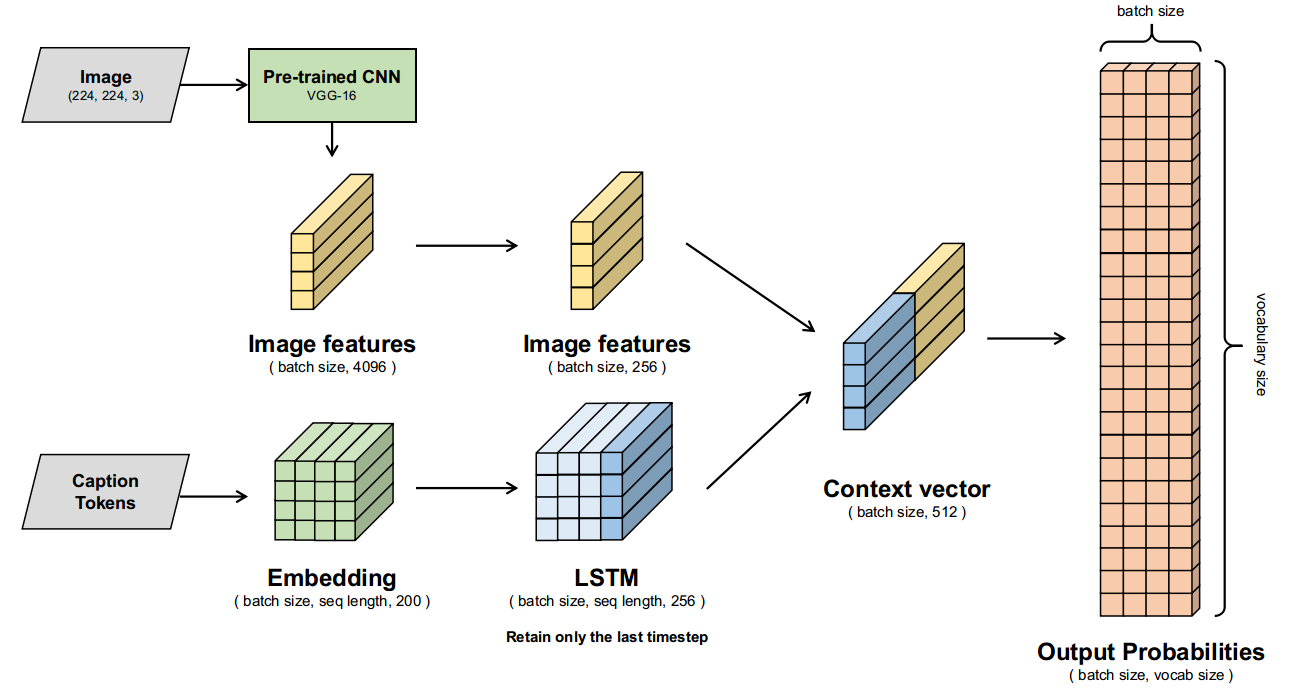 batch size
Image
(224, 224, 3)
Pre-trained CNN
VGG-16
Image features
( batch size, 4096 )
Image features
( batch size, 256 )
vocabulary size
Caption
Tokens
Context vector
( batch size, 512 )
Embedding
( batch size, seq length, 200 )
LSTM
( batch size, seq length, 256 )
Retain only the last timestep
Output Probabilities
( batch size, vocab size )